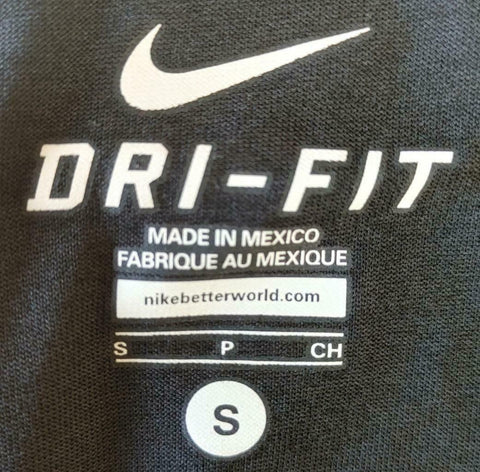 DRI-FIT
MADE IN MEXICO
FABRIQUE AU MEXIQUE
nikebetterworld.com
S P CH
S